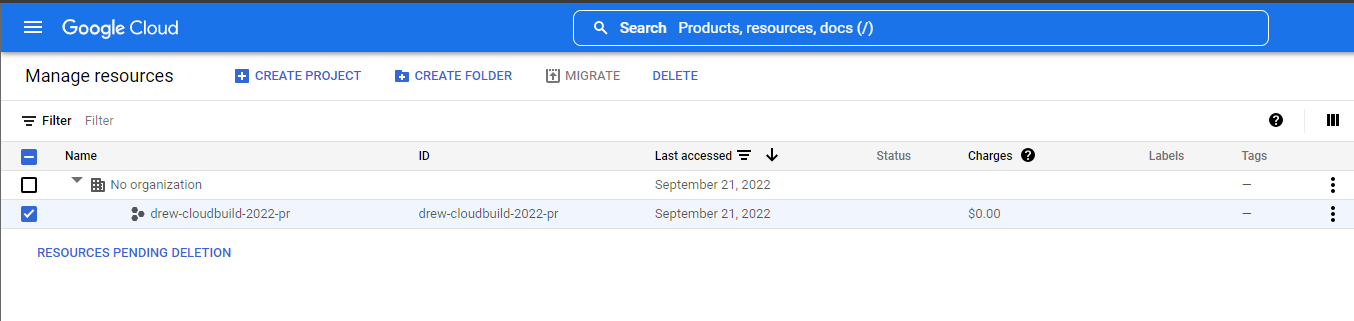 Google Cloud
Search Products, resources, docs (/)
Manage resources CREATE PROJECT CREATE FOLDER MIGRATE DELETE
Filter Filter
Name ID Last accessed Status Charges Labels Tags
No organization September 21, 2022 —
drew-cloudbuild-2022-pr drew-cloudbuild-2022-pr September 21, 2022 $0.00 —
RESOURCES PENDING DELETION